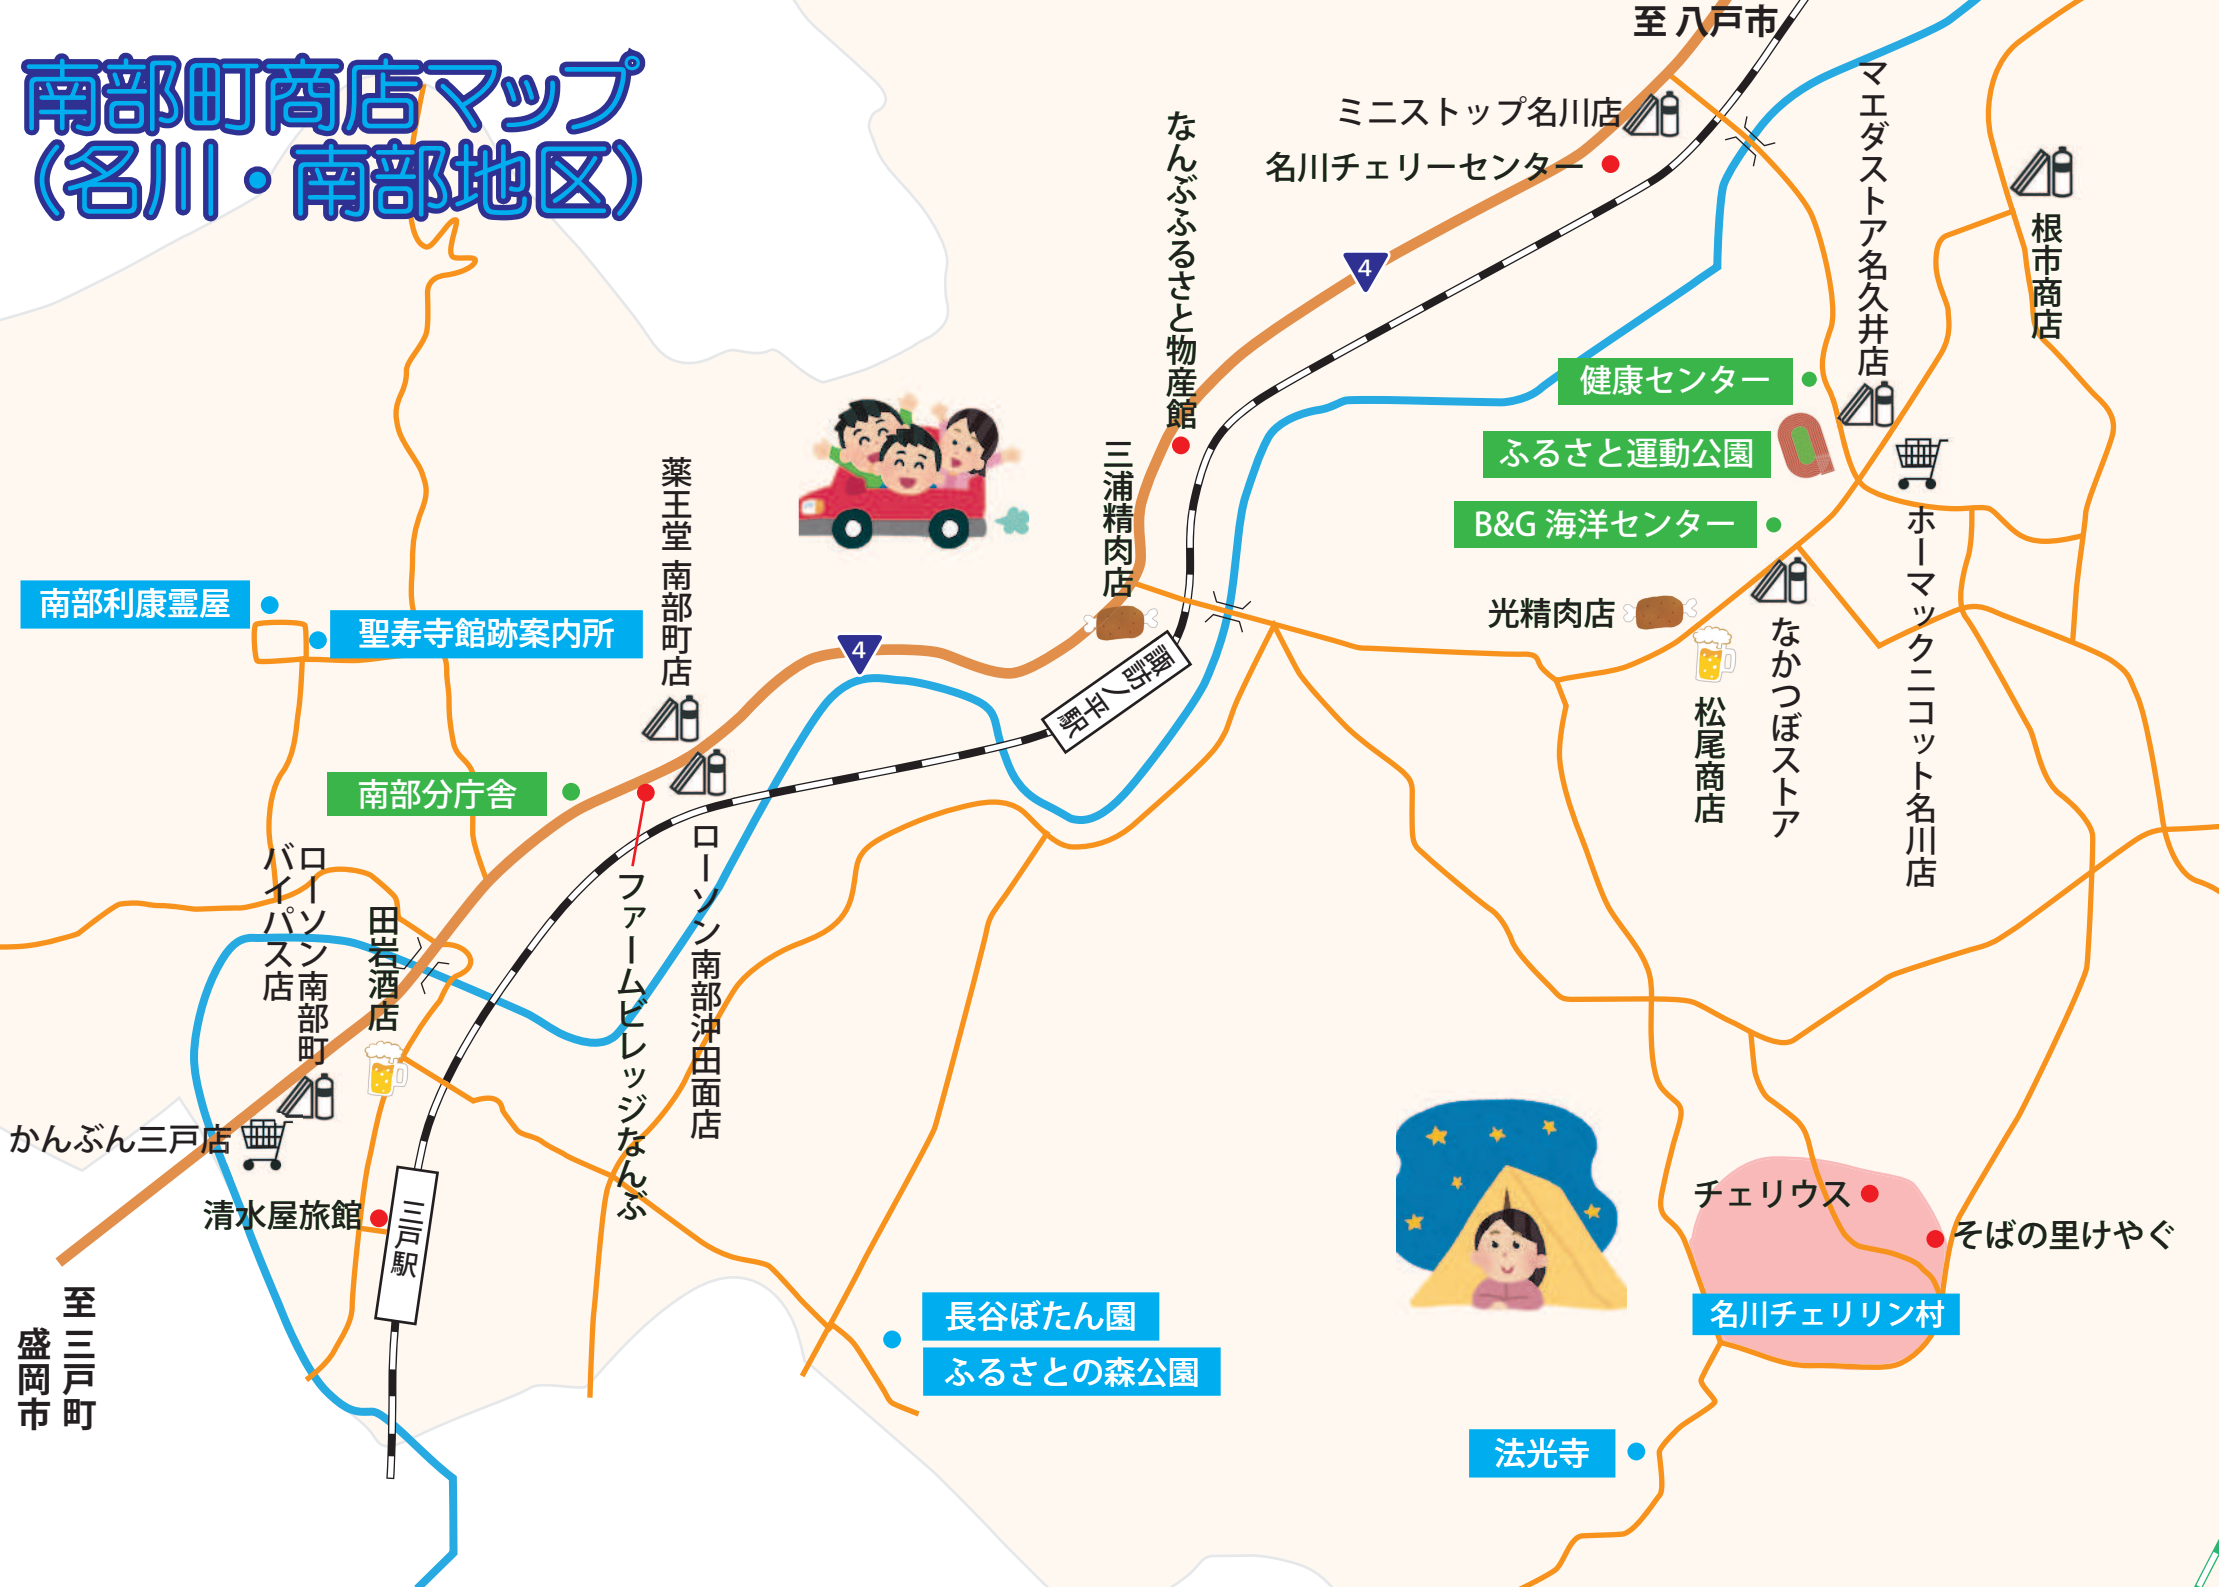 南部町商店マップ
（名川・南部地区）
至 八戸市
ミニストップ名川店
名川チェリーセンター
なんぶふるさと物産館
マエダストア名久井店
根市商店
4
健康センター
ふるさと運動公園
B&G 海洋センター
ホーマックニコット名川店
三浦精肉店
光精肉店
なかつぼストア
松尾商店
薬王堂 南部町店
4
諏訪ノ平駅
南部利康霊屋
聖寿寺館跡案内所
南部分庁舎
ローソン南部沖田面店
ファームビレッジなんぶ
ローソン南部町
バイパス店
田岩酒店
かんぶん三戸店
清水屋旅館
三戸駅
至 三戸町
盛岡市
長谷ぼたん園
ふるさとの森公園
チェリウス
そばの里けやぐ
名川チェリリン村
法光寺